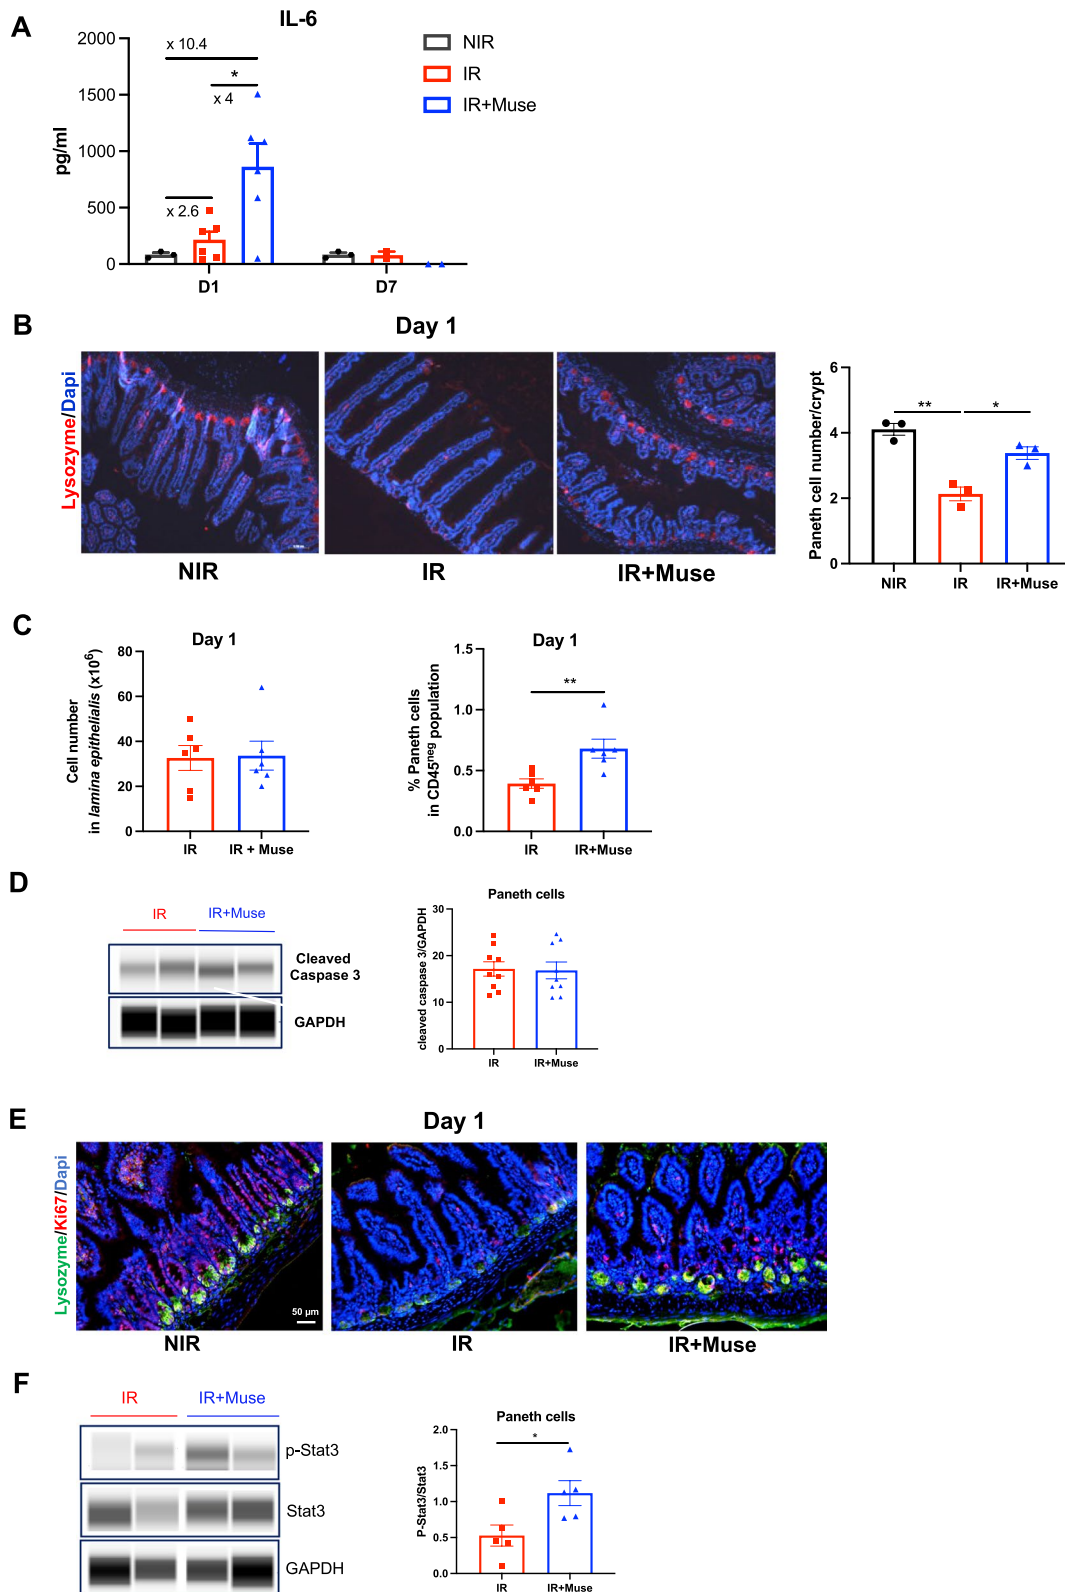 A
IL-6
2000
1500
1000
500
0
pg/ml
x 10.4
*
x 4
x 2.6
D1
D7
NIR
IR
IR+Muse
B
Day 1
Lysozyme/Dapi
NIR
IR
IR+Muse
Paneth cell number/crypt
6
4
2
0
**
*
NIR
IR
IR+Muse
C
Day 1
Cell number
in lamina epithelialis (x10⁶)
80
60
40
20
0
IR
IR + Muse
Day 1
% Paneth cells
in CD45ⁿᵉᵍ population
1.5
1.0
0.5
0.0
**
IR
IR+Muse
D
IR
IR+Muse
Cleaved
Caspase 3
GAPDH
Paneth cells
cleaved caspase 3/GAPDH
30
20
10
0
IR
IR+Muse
E
Day 1
Lysozyme/Ki67/Dapi
50 µm
NIR
IR
IR+Muse
F
IR
IR+Muse
p-Stat3
Stat3
GAPDH
Paneth cells
P-Stat3/Stat3
2.0
1.5
1.0
0.5
0.0
*
IR
IR+Muse